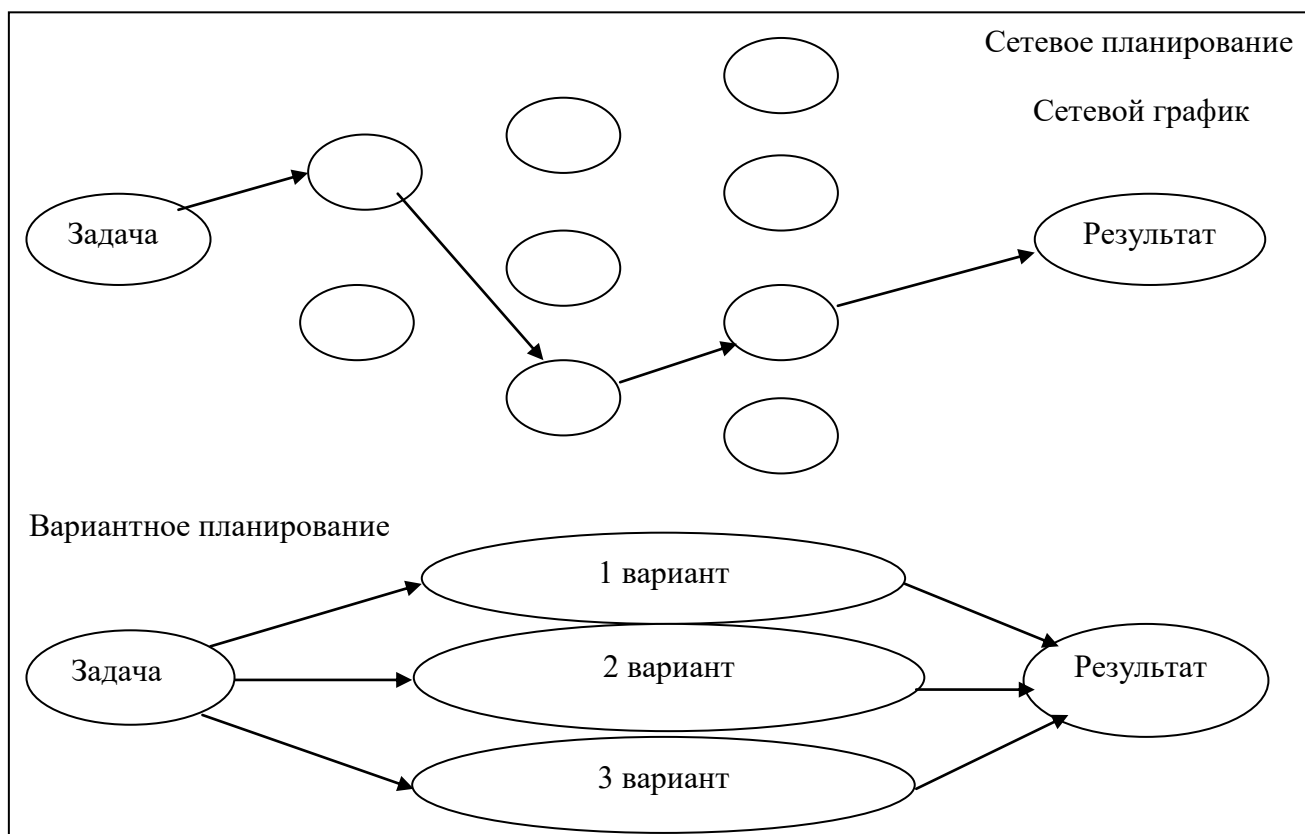 Сетевое планирование
Сетевой график
Задача
Результат
Вариантное планирование
1 вариант
Задача
2 вариант
Результат
3 вариант